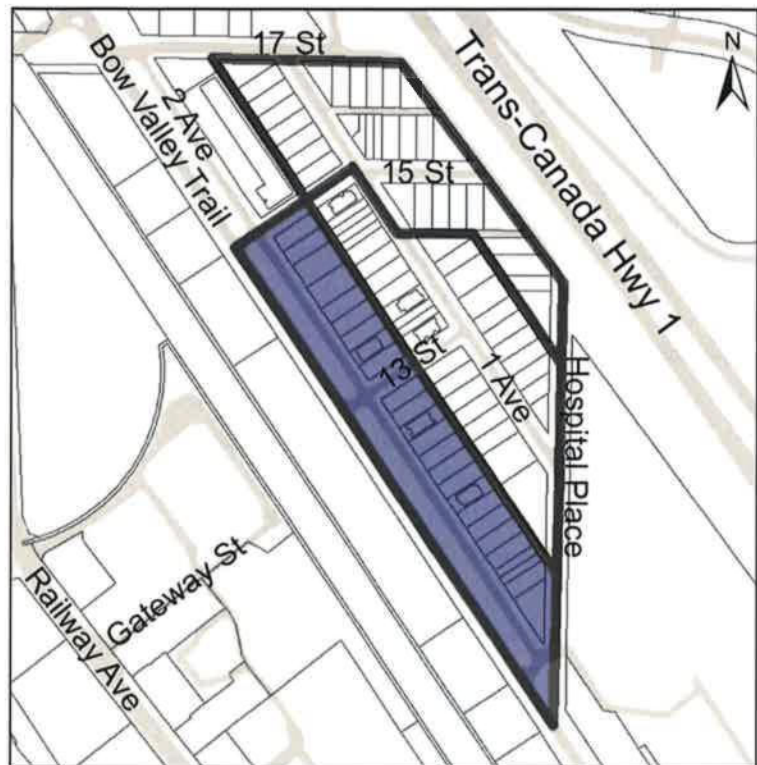 17 St
Bow Valley Trail
2 Ave
Trans-Canada Hwy 1
N
15 St
13 St
1 Ave
Hospital Place
Gateway St
Railway Ave